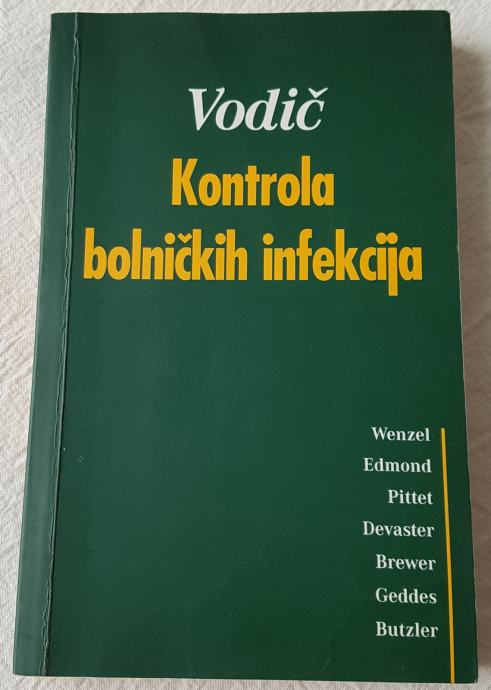 Vodič
Kontrola
bolničkih infekcija
Wenzel
Edmond
Pittet
Devaster
Brewer
Geddes
Butzler